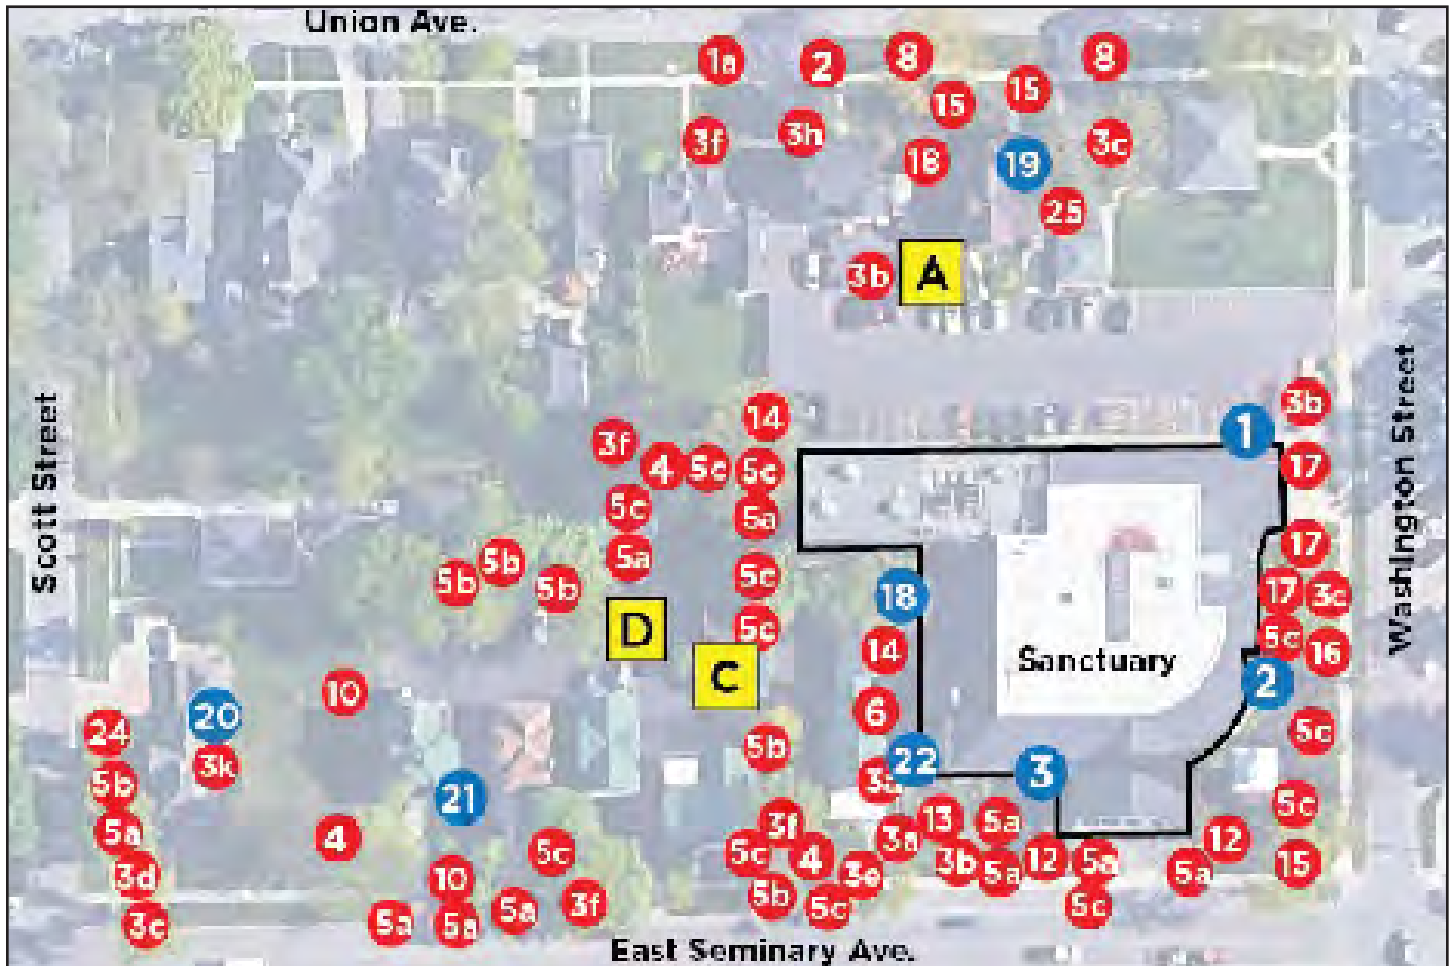 Union Ave.
1a
2
8
8
15
15
3f
3h
18
19
3c
25
3b
A
14
3b
1
3f
4
5c
17
5c
5a
Scott Street
Washington Street
17
5b
5b
5b
5a
5c
18
17
3c
D
5c
14
5c
16
C
Sanctuary
10
20
6
2
24
5b
5c
3k
22
3
5b
21
5c
5a
4
3f
13
5a
12
3d
5c
5c
4
3a
3b
12
5a
15
10
3e
5a
5a
3c
5a
5a
5a
3f
5b
5c
5c
East Seminary Ave.